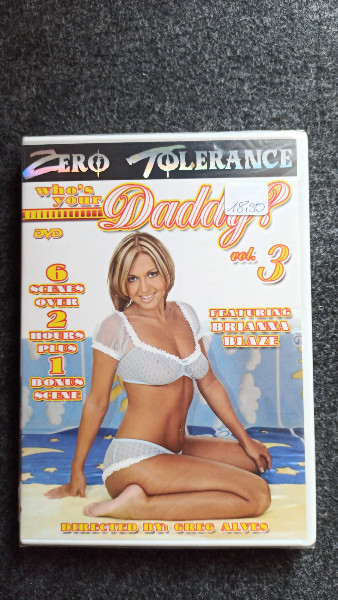 ZERO TOLERANCE
who's your
Daddy?
18,90
DVD
vol. 3
6
SCENES
OVER
2
HOURS
PLUS
1
BONUS
SCENE
FEATURING
BRIANNA
BLAZE
DIRECTED BY: GREG ALVES